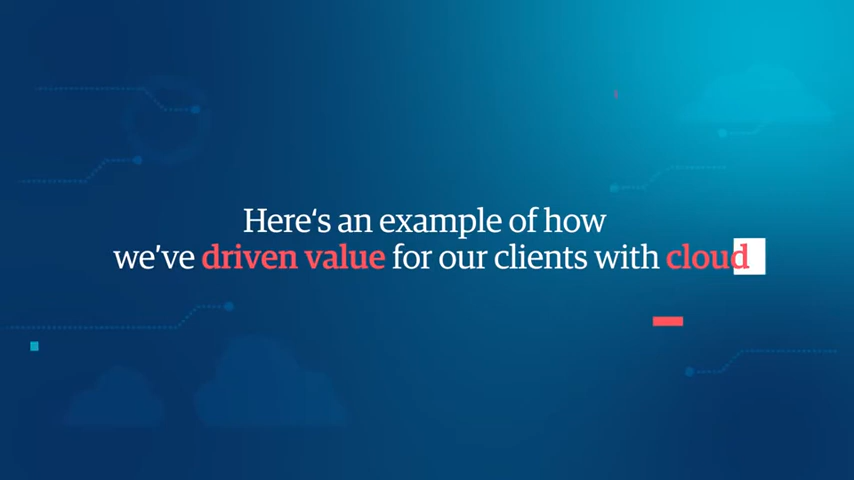 Here‘s an example of how
we’ve driven value for our clients with cloud